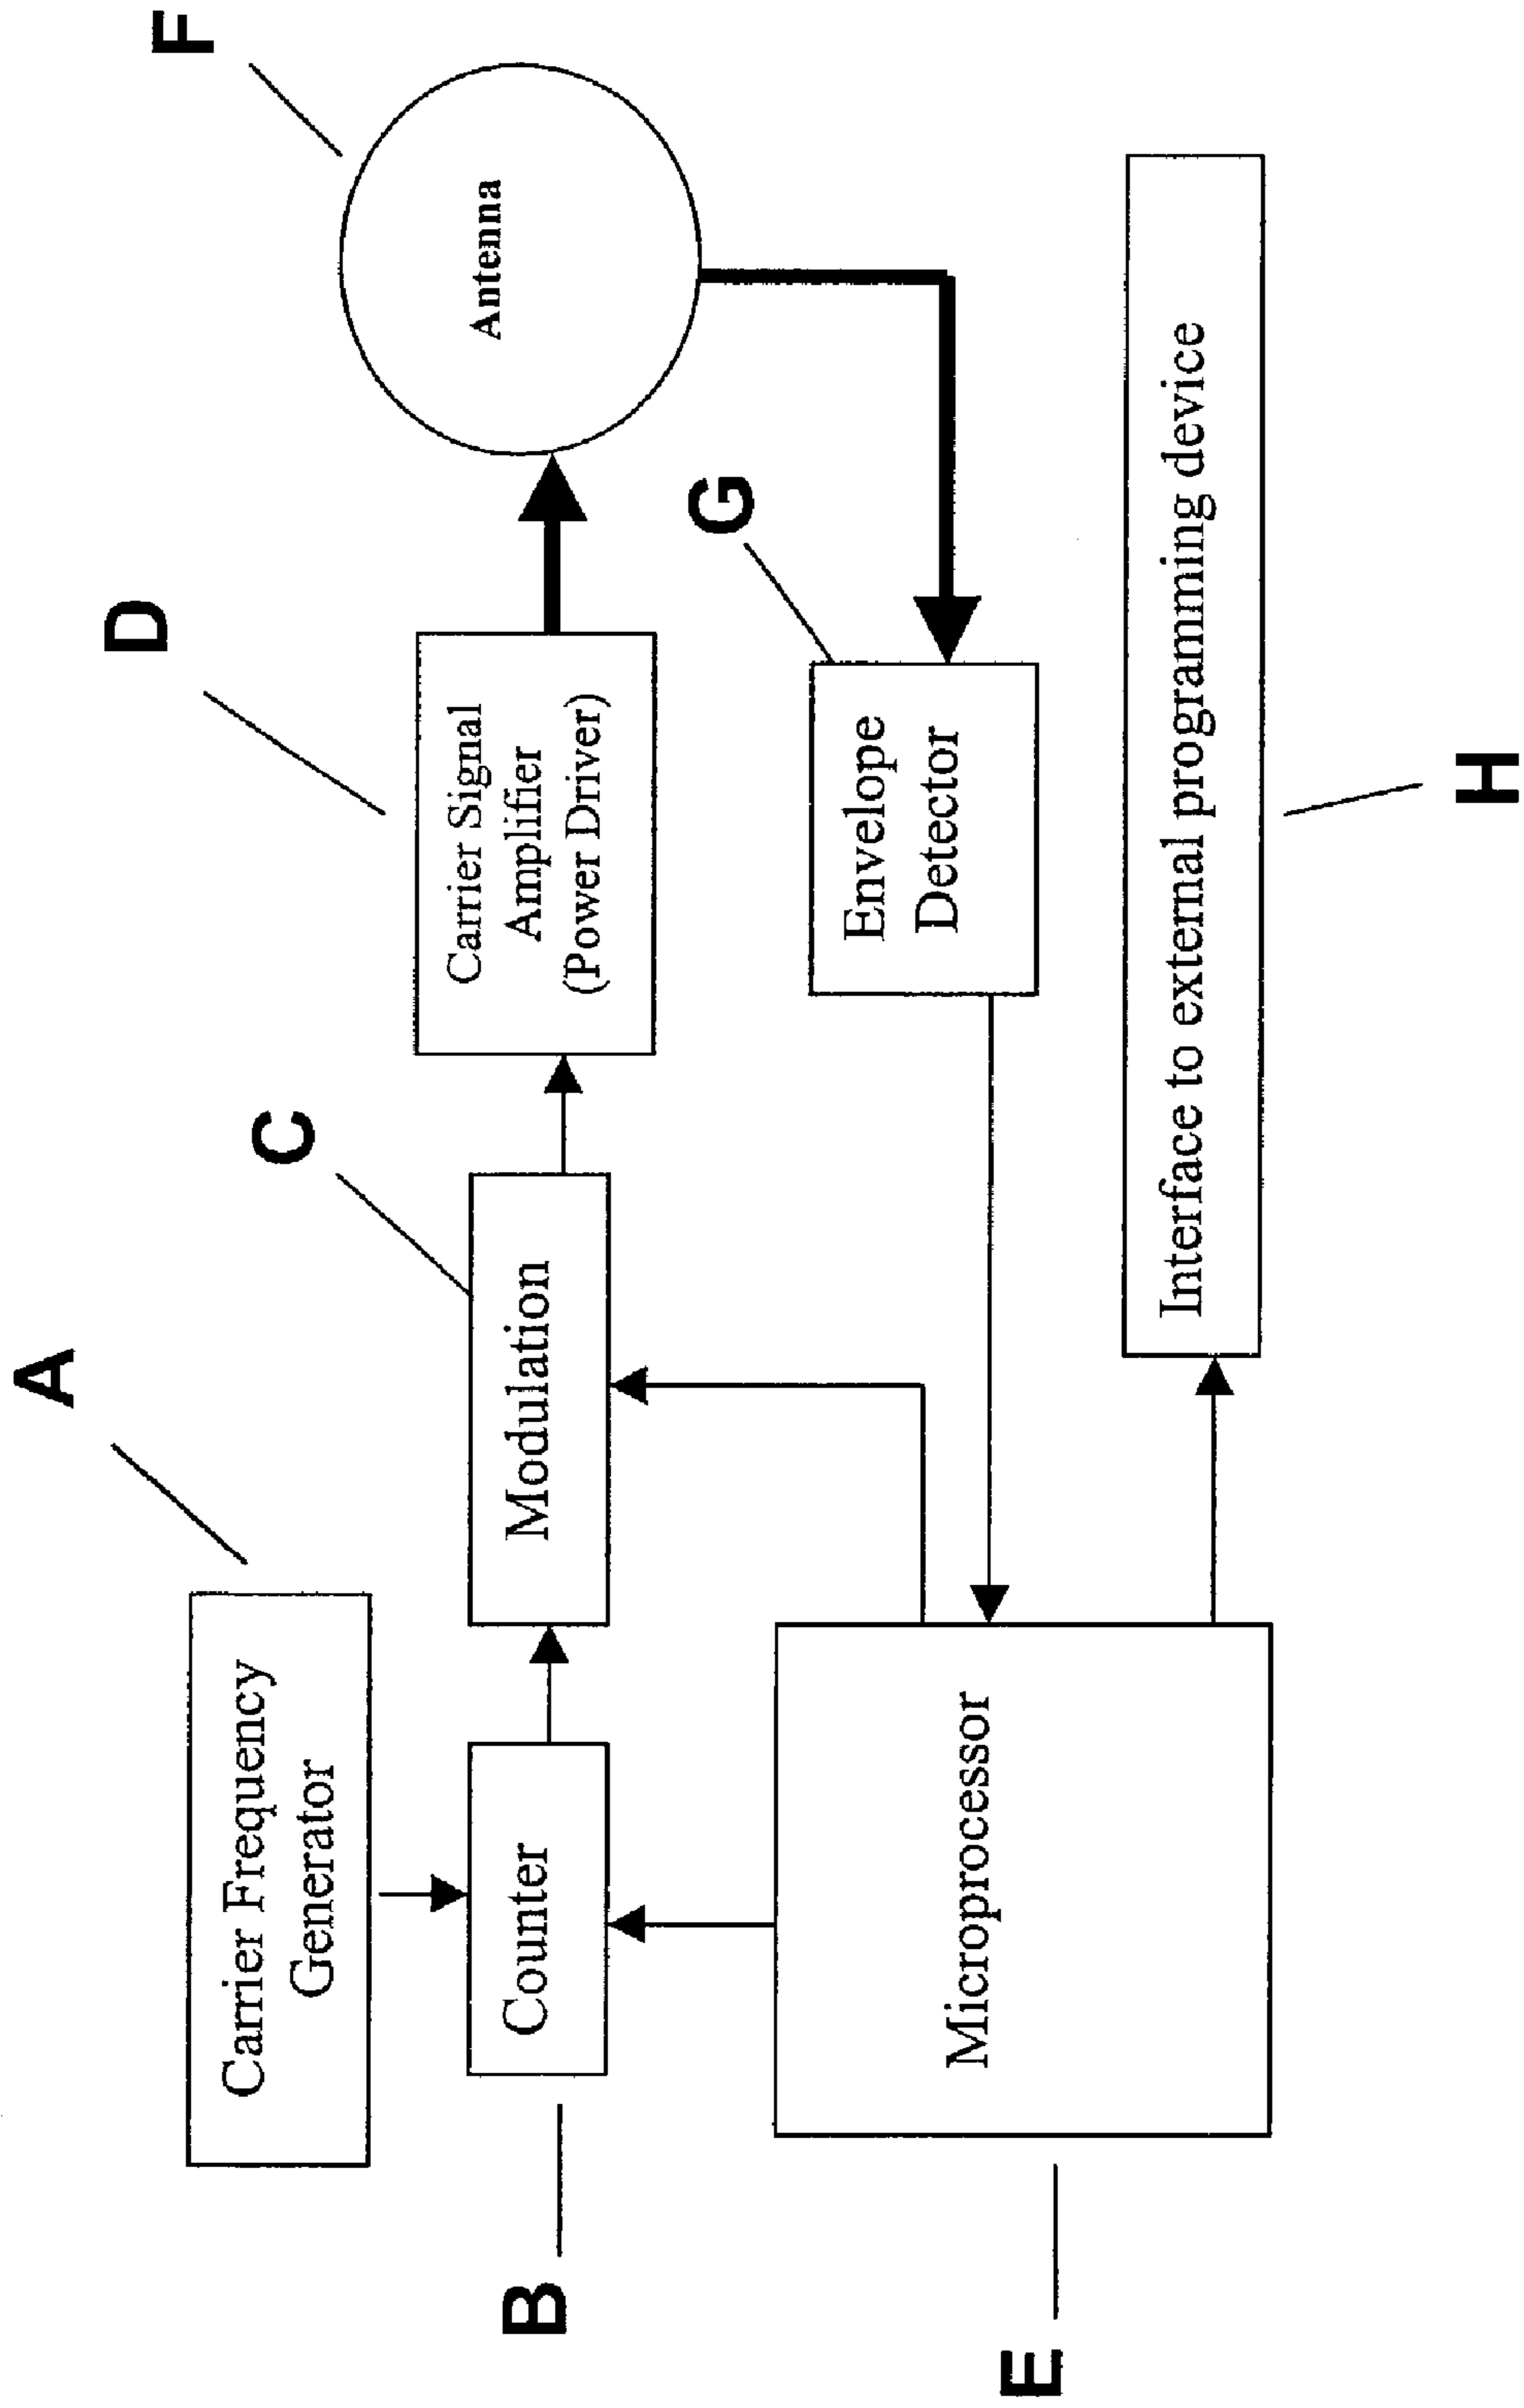 A
Carrier Frequency
Generator
B
Counter
C
Modulation
D
Carrier Signal
Amplifier
(Power Driver)
F
Antenna
E
Microprocessor
G
Envelope
Detector
Interface to external programming device
H